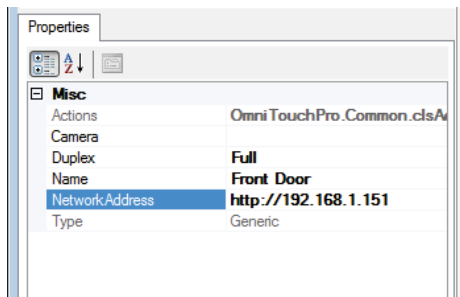 Properties
Misc
Actions OmniTouchPro.Common.clsA
Camera
Duplex Full
Name Front Door
NetworkAddress http://192.168.1.151
Type Generic